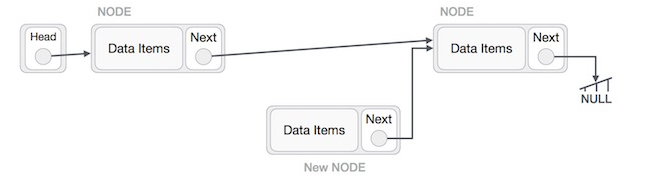 NODE
NODE
Head
Data Items
Next
Data Items
Next
NULL
Data Items
Next
New NODE